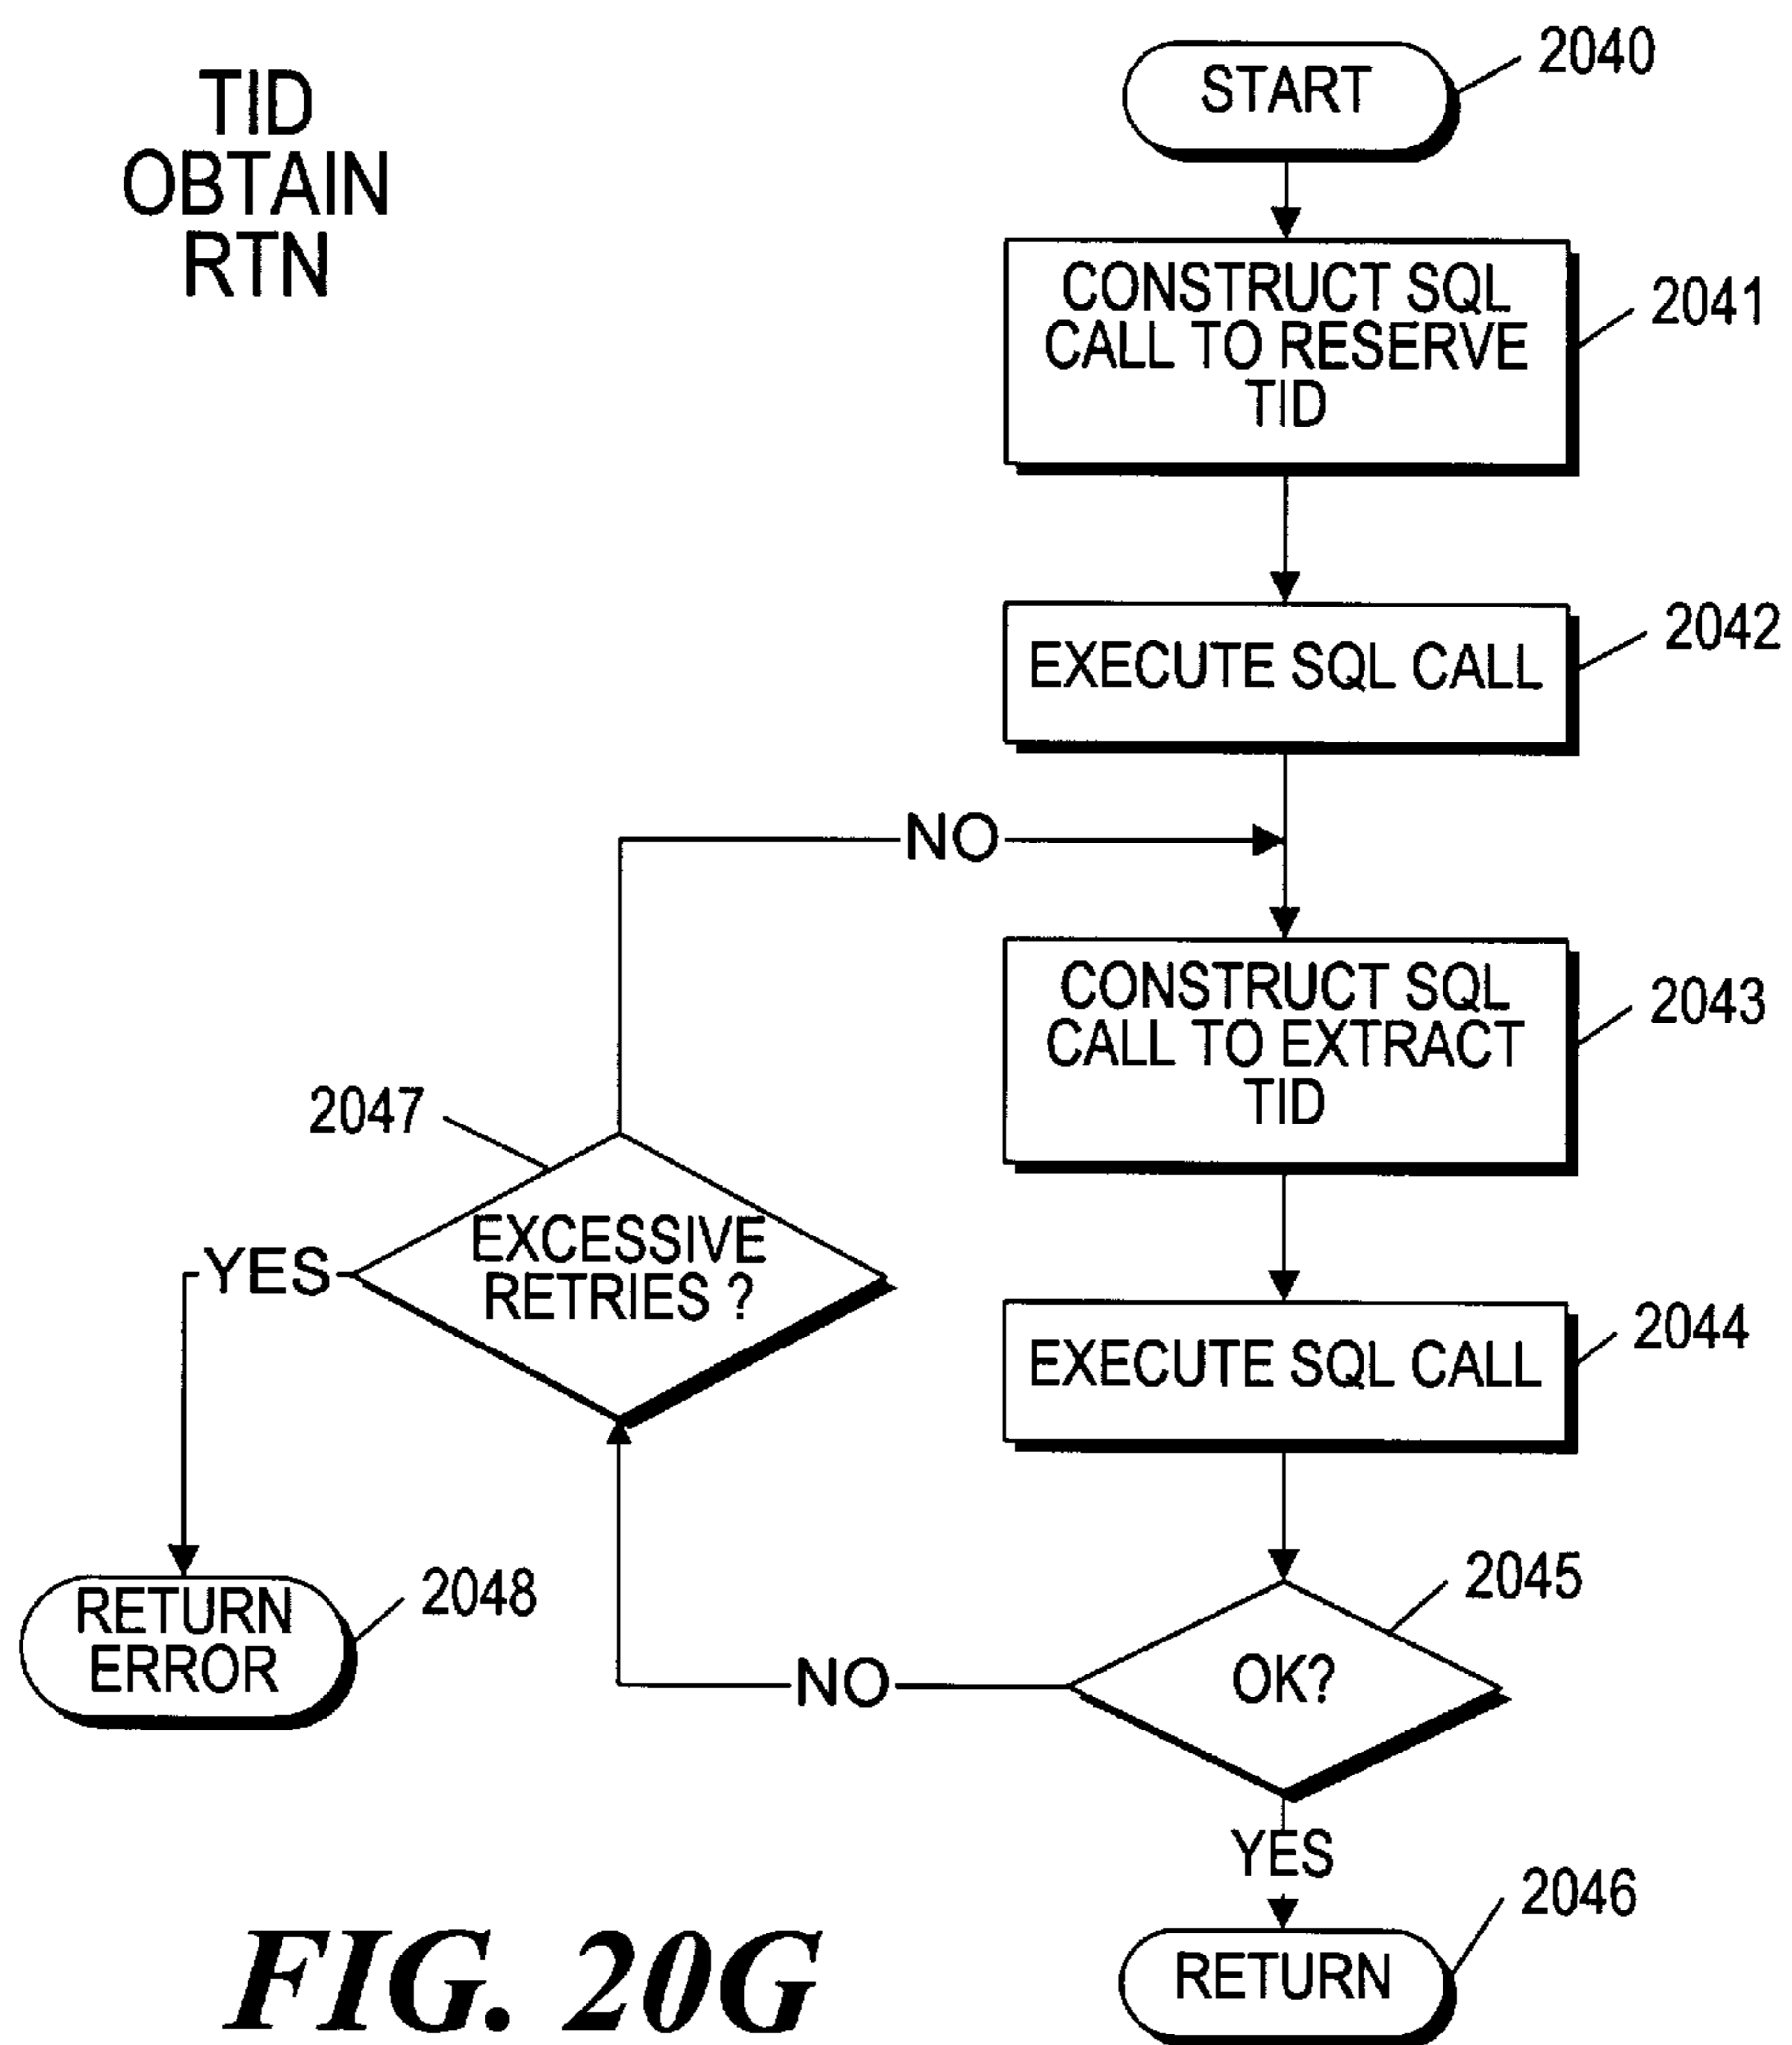 TID
OBTAIN
RTN
START
2040
CONSTRUCT SQL
CALL TO RESERVE
TID
2041
EXECUTE SQL CALL
2042
NO
CONSTRUCT SQL
CALL TO EXTRACT
TID
2043
2047
EXCESSIVE
RETRIES ?
YES
EXECUTE SQL CALL
2044
RETURN
ERROR
2048
OK?
2045
NO
YES
RETURN
2046
FIG. 20G